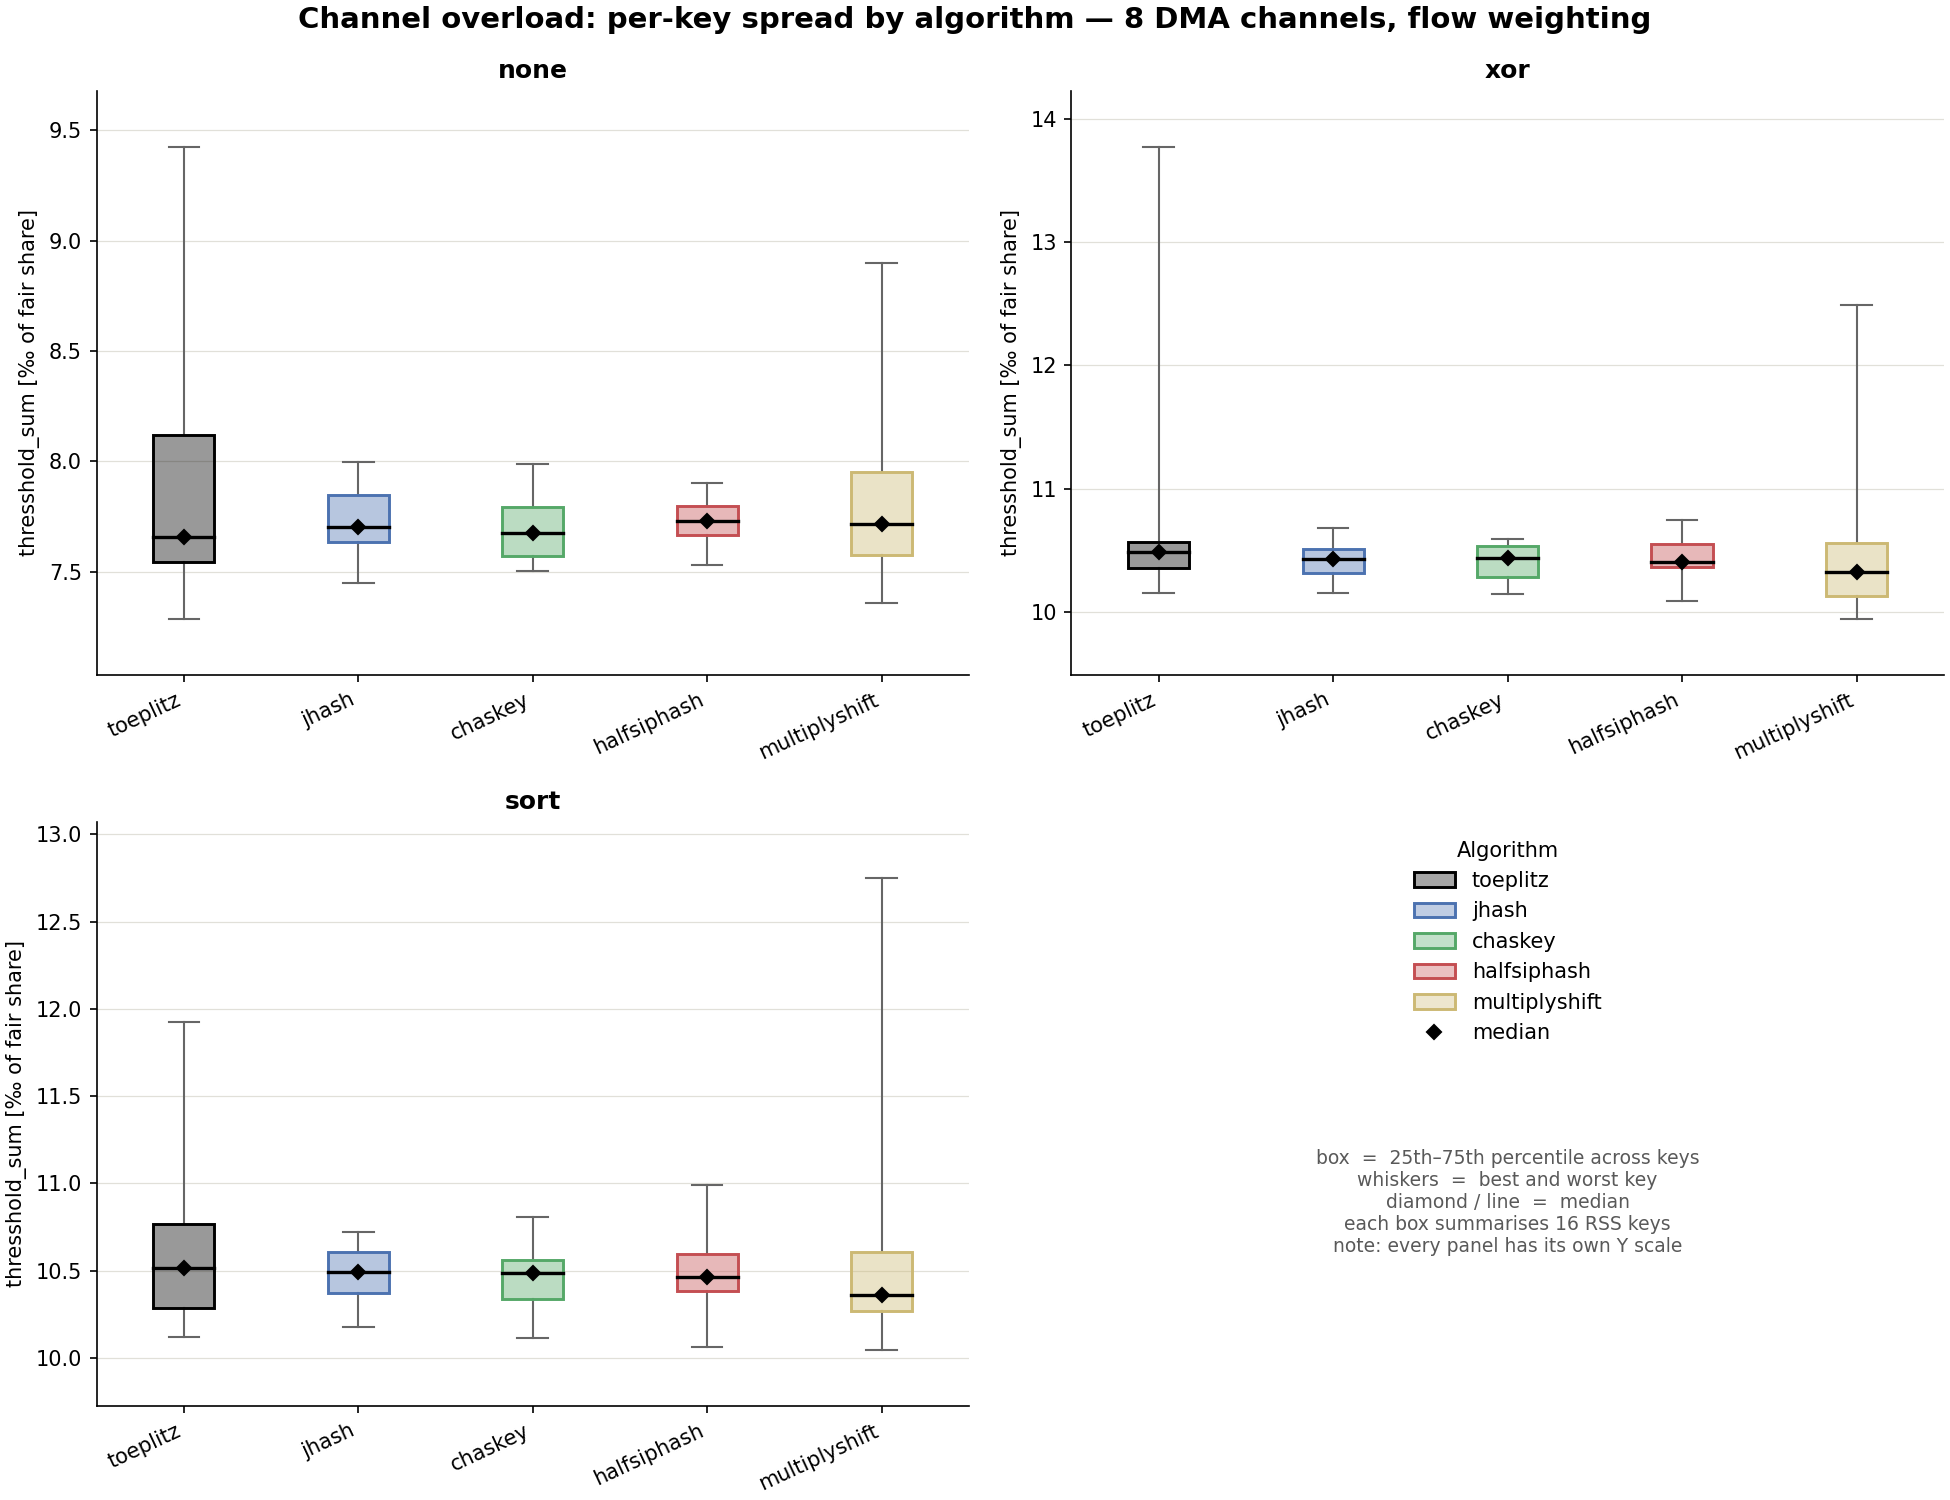 Channel overload: per-key spread by algorithm — 8 DMA channels, flow weighting
none
thresshold_sum [‰ of fair share]
9.5
9.0
8.5
8.0
7.5
toeplitz
jhash
chaskey
halfsiphash
multiplyshift
xor
thresshold_sum [‰ of fair share]
14
13
12
11
10
toeplitz
jhash
chaskey
halfsiphash
multiplyshift
sort
thresshold_sum [‰ of fair share]
13.0
12.5
12.0
11.5
11.0
10.5
10.0
toeplitz
jhash
chaskey
halfsiphash
multiplyshift
Algorithm
toeplitz
jhash
chaskey
halfsiphash
multiplyshift
median
box = 25th–75th percentile across keys
whiskers = best and worst key
diamond / line = median
each box summarises 16 RSS keys
note: every panel has its own Y scale